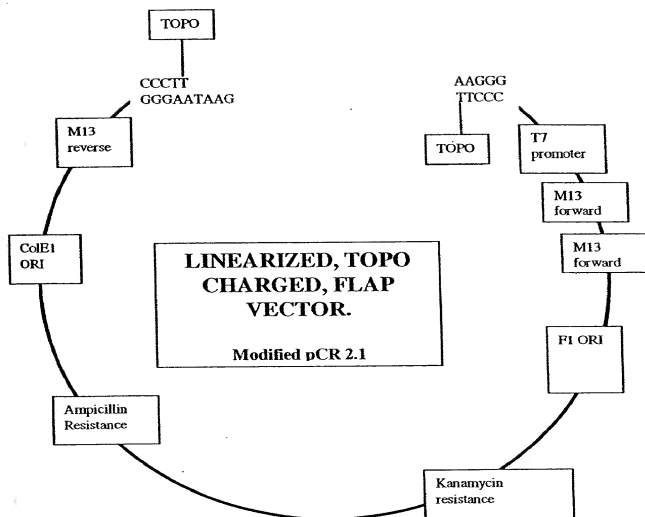 TOPO
CCCTT
GGGAATAAG
AAGGG
TTCCC
TOPO
M13
reverse
T7
promoter
M13
forward
M13
forward
ColE1
ORI
LINEARIZED, TOPO
CHARGED, FLAP
VECTOR.
Modified pCR 2.1
F1 ORI
Ampicillin
Resistance
Kanamycin
resistance